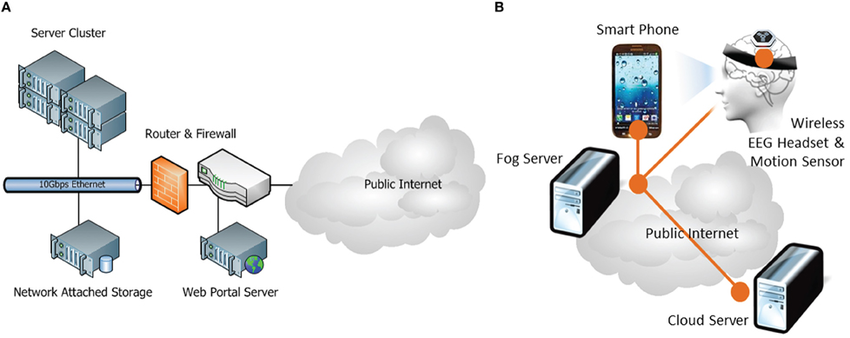 A
Server Cluster
Router & Firewall
10Gbps Ethernet
Public Internet
Network Attached Storage
Web Portal Server
B
Smart Phone
Wireless
EEG Headset &
Motion Sensor
Fog Server
Public Internet
Cloud Server